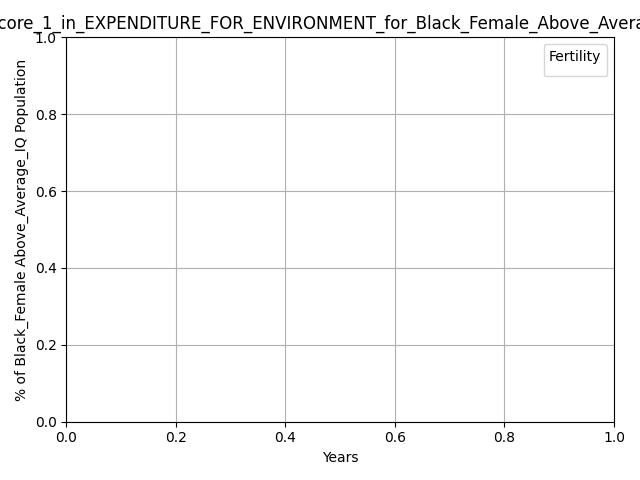 core_1_in_EXPENDITURE_FOR_ENVIRONMENT_for_Black_Female_Above_Avera
Fertility
% of Black_Female Above_Average_IQ Population
1.0
0.8
0.6
0.4
0.2
0.0
0.0 0.2 0.4 0.6 0.8 1.0
Years